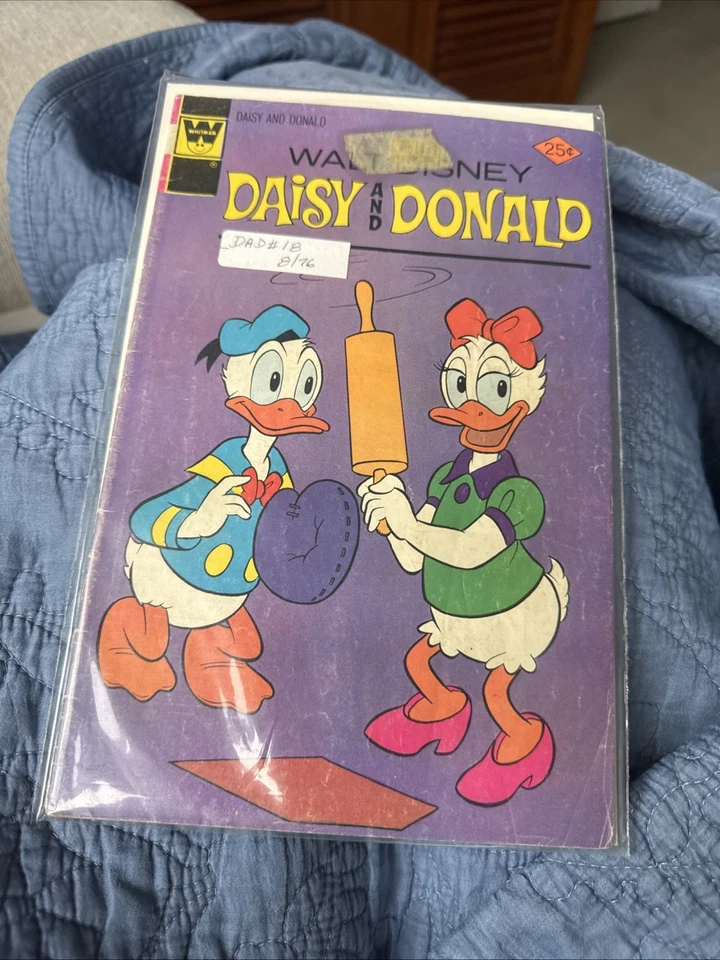 WHITMAN
DAISY AND DONALD
25¢
WALT DISNEY
DAISY AND DONALD
DAD#18
8/76